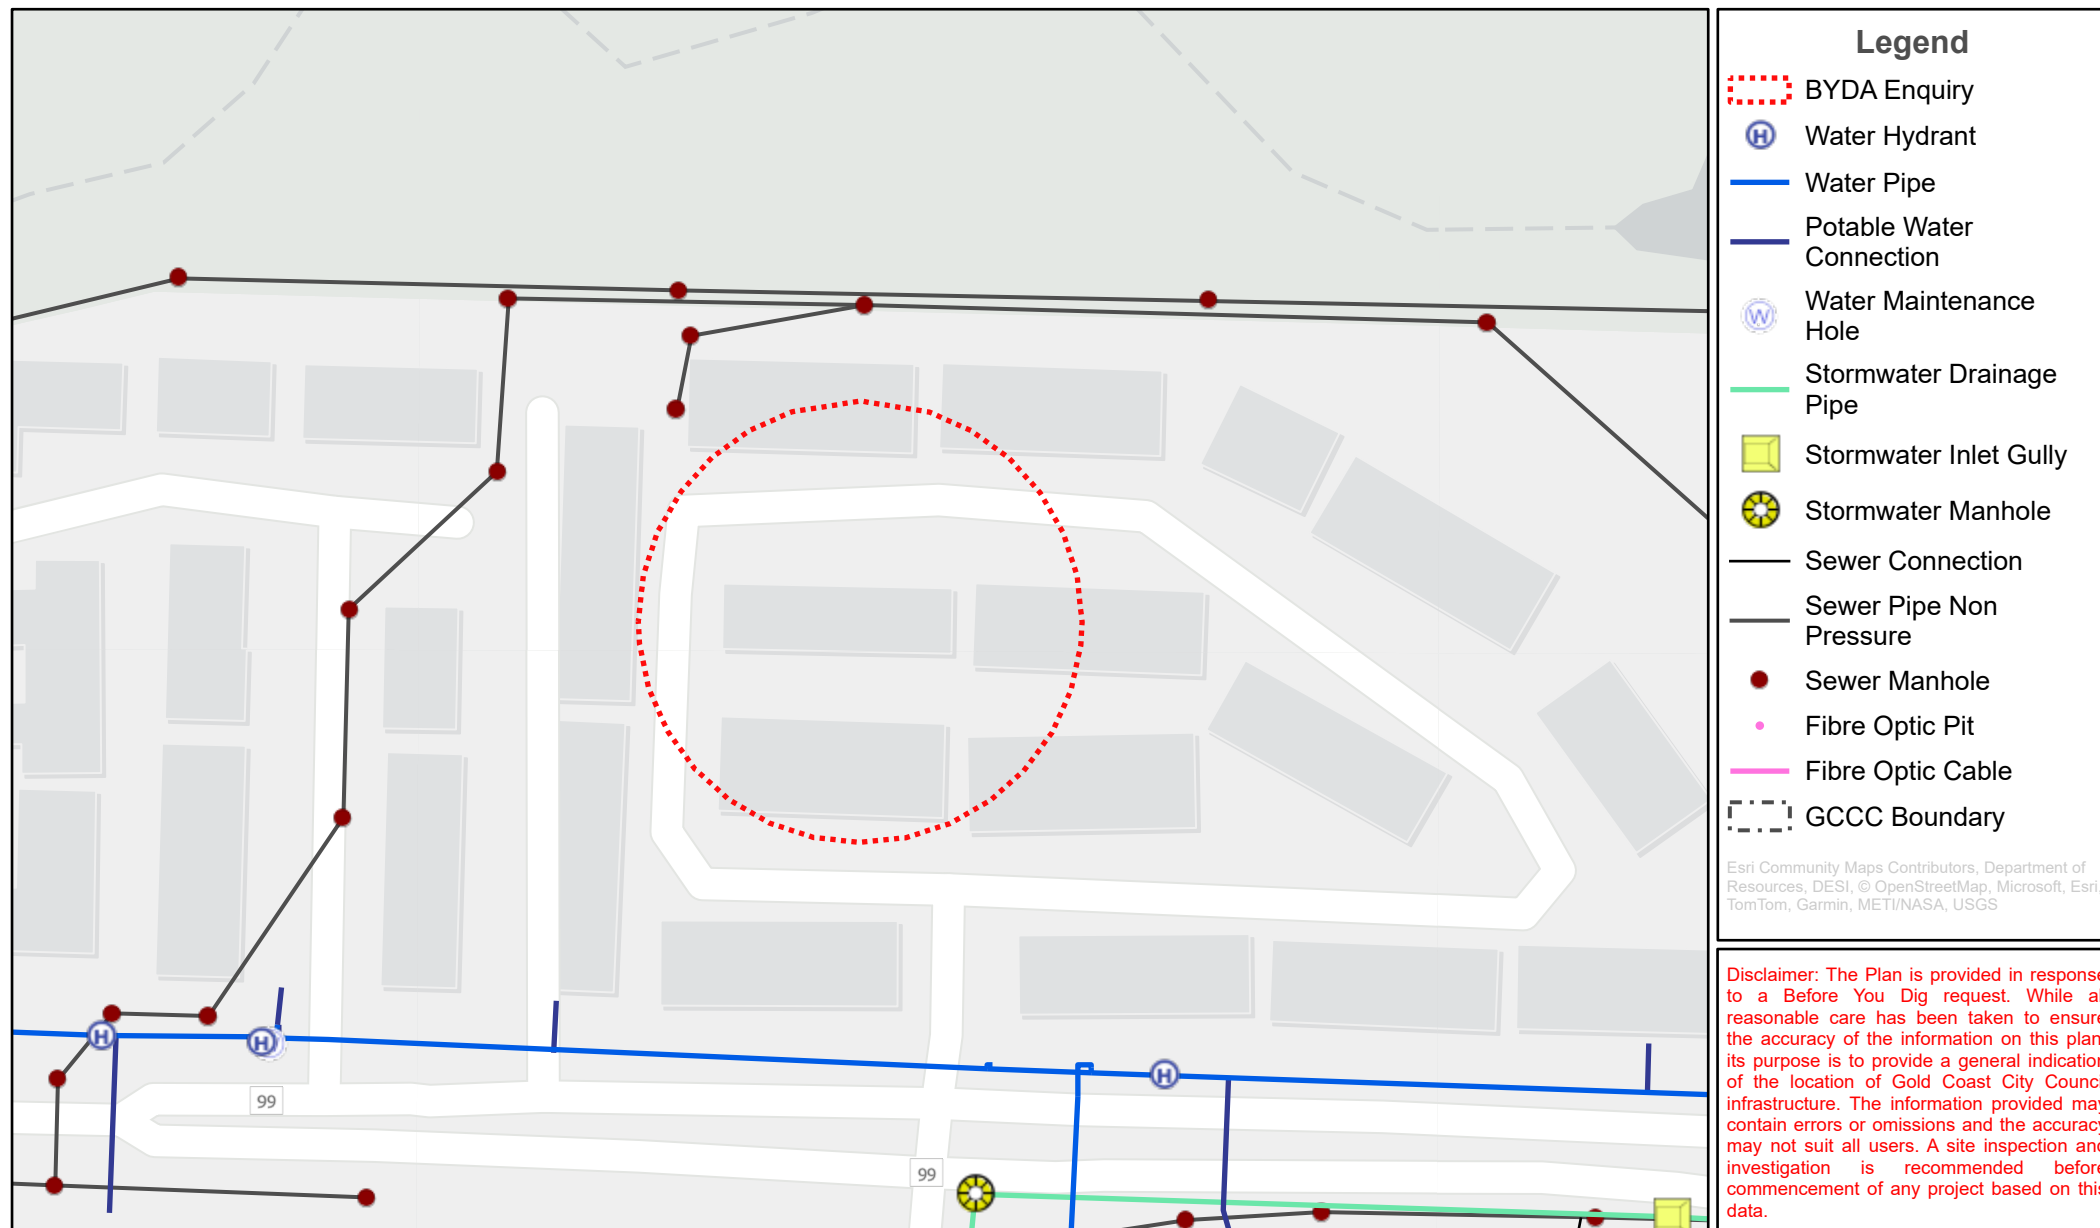 Legend
BYDA Enquiry
H
Water Hydrant
Water Pipe
Potable Water
Connection
W
Water Maintenance
Hole
Stormwater Drainage
Pipe
Stormwater Inlet Gully
Stormwater Manhole
Sewer Connection
Sewer Pipe Non
Pressure
Sewer Manhole
Fibre Optic Pit
Fibre Optic Cable
GCCC Boundary
Esri Community Maps Contributors, Department of
Resources, DESI, © OpenStreetMap, Microsoft, Esri,
TomTom, Garmin, METI/NASA, USGS
Disclaimer: The Plan is provided in response
to a Before You Dig request. While al
reasonable care has been taken to ensure
the accuracy of the information on this plan
its purpose is to provide a general indication
of the location of Gold Coast City Counci
infrastructure. The information provided may
contain errors or omissions and the accuracy
may not suit all users. A site inspection and
investigation is recommended before
commencement of any project based on this
data.
H
H
H
99
99